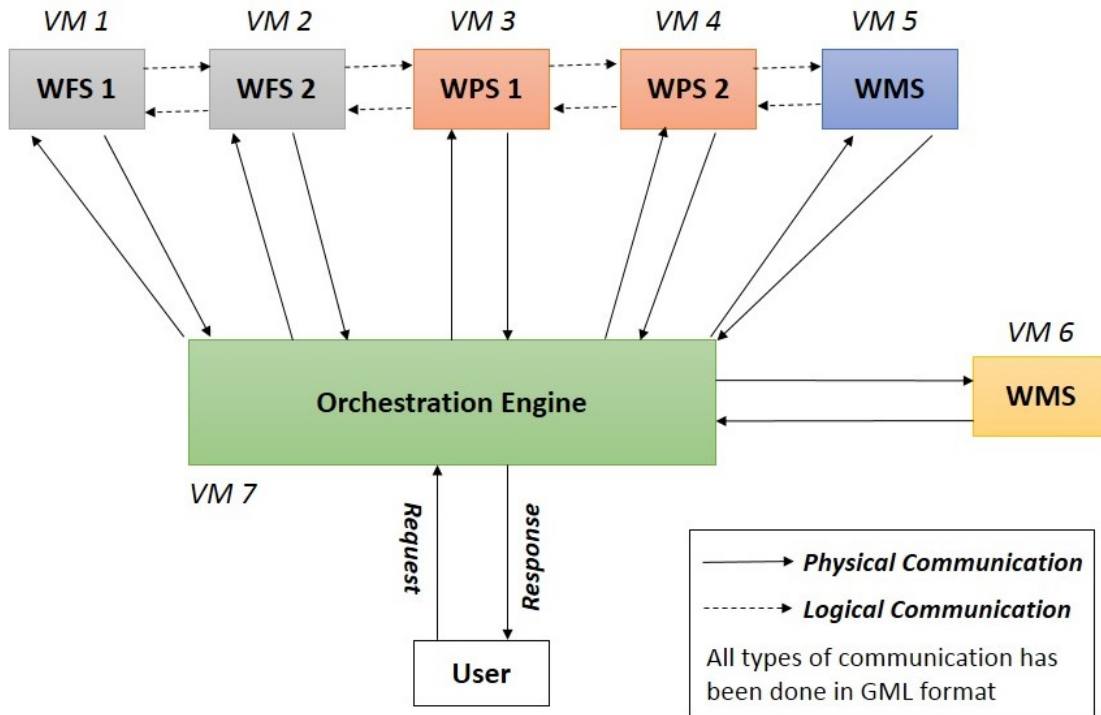 VM 1
VM 2
VM 3
VM 4
VM 5
WFS 1
WFS 2
WPS 1
WPS 2
WMS
VM 6
Orchestration Engine
WMS
VM 7
Request
Response
Physical Communication
Logical Communication
User
All types of communication has
been done in GML format